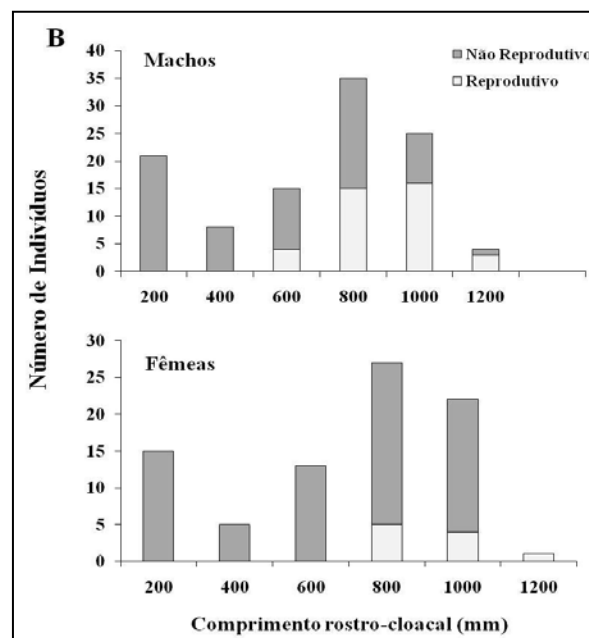 B
Machos
Não Reprodutivo
Reprodutivo
40
35
30
25
20
15
10
5
0
200 400 600 800 1000 1200
Número de Indivíduos
Fêmeas
30
25
20
15
10
5
0
200 400 600 800 1000 1200
Comprimento rostro-cloacal (mm)